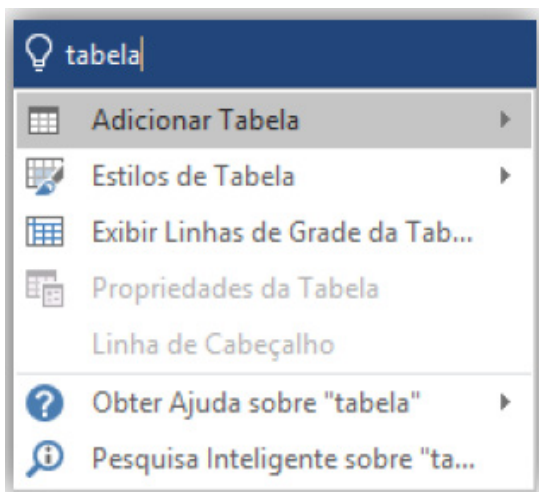 tabela
Adicionar Tabela
Estilos de Tabela
Exibir Linhas de Grade da Tab...
Propriedades da Tabela
Linha de Cabeçalho
Obter Ajuda sobre "tabela"
Pesquisa Inteligente sobre "ta...